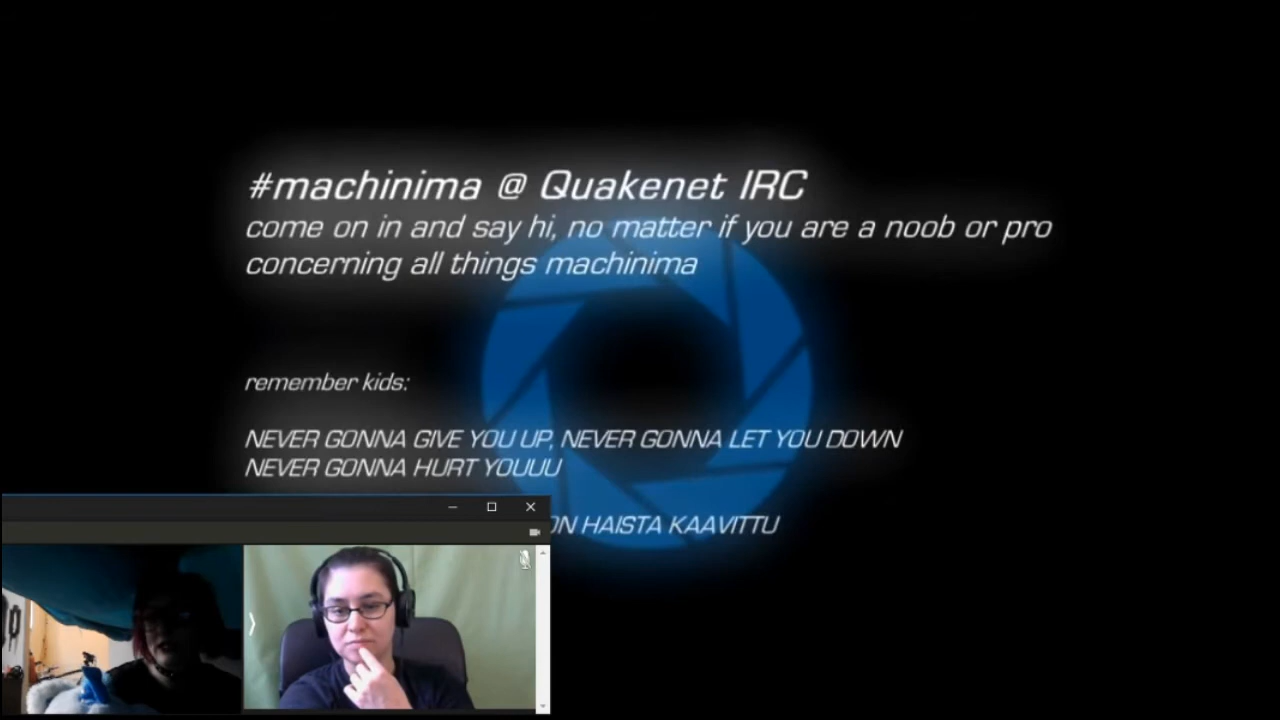 #machinima @ Quakenet IRC
come on in and say hi, no matter if you are a noob or pro
concerning all things machinima
remember kids:
NEVER GONNA GIVE YOU UP, NEVER GONNA LET YOU DOWN
NEVER GONNA HURT YOUUU
HAISTA KAAVITTU